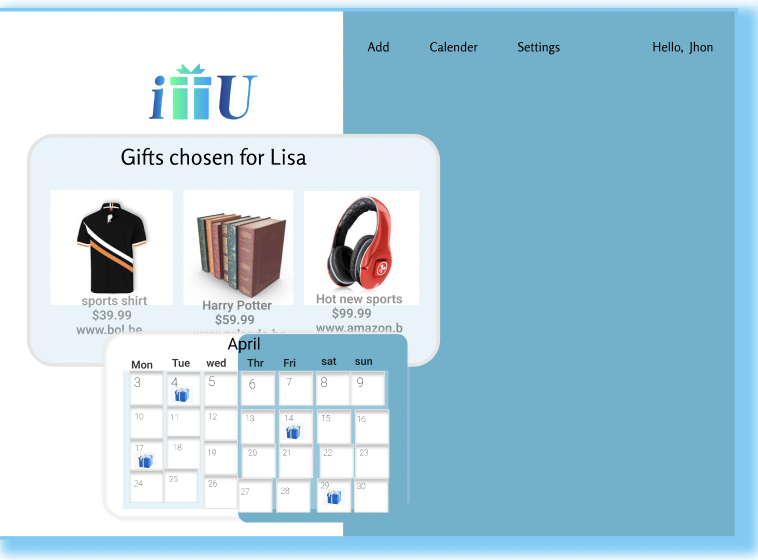 Add Calender Settings Hello, Jhon
iU
Gifts chosen for Lisa
sports shirt
$39.99
www.bol.be
Harry Potter
$59.99
Hot new sports
$99.99
www.amazon.b
April
Mon Tue wed Thr Fri sat sun
3 4 5 6 7 8 9
10 11 12 13 14 15 16
17 18 19 20 21 22 23
24 25 26 27 28 29 30